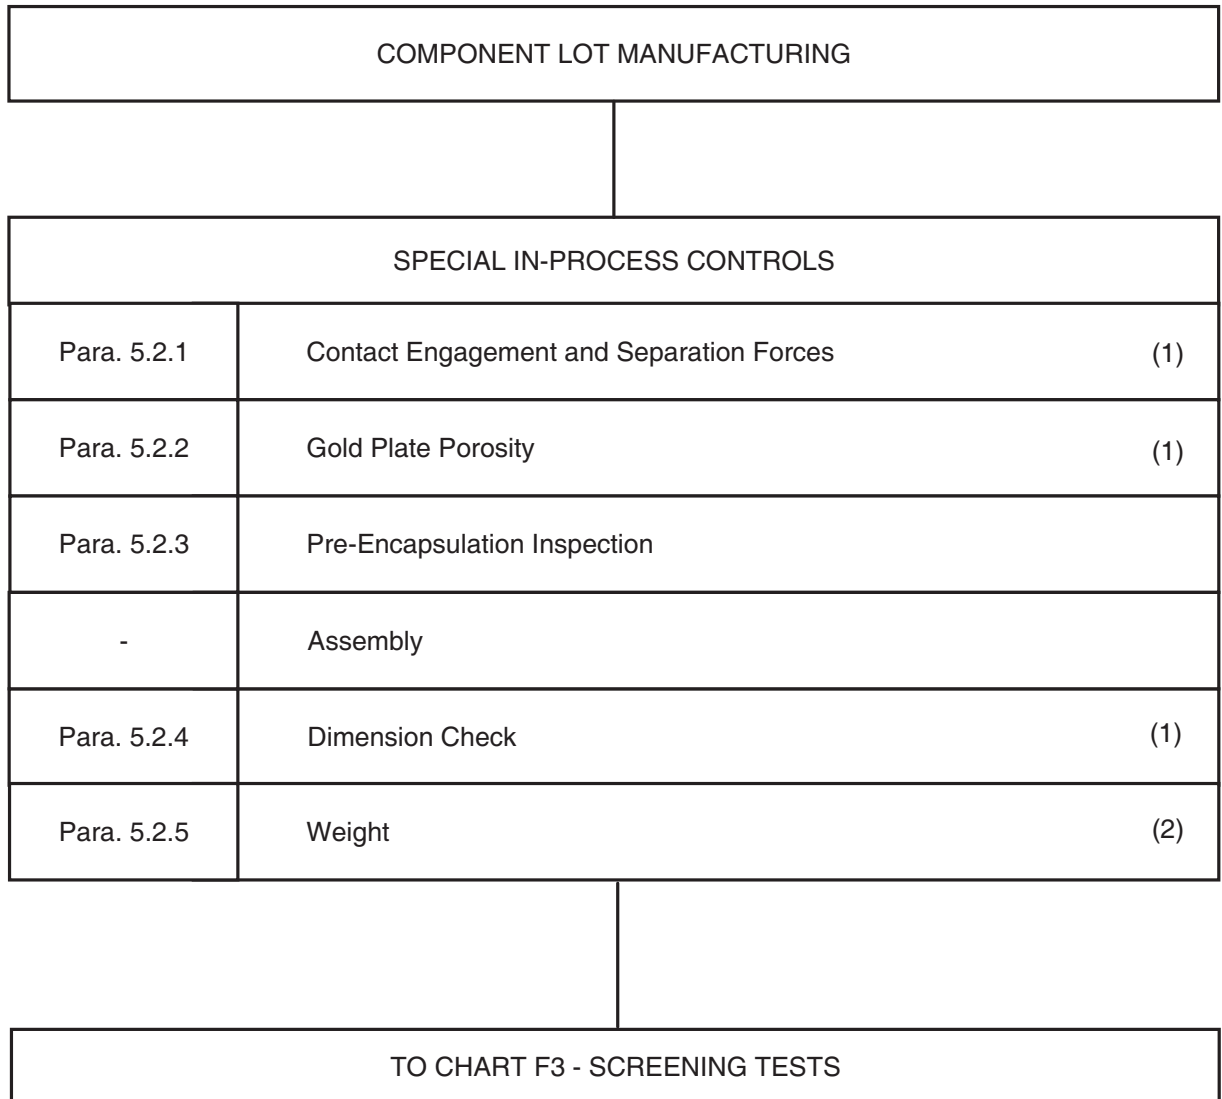 COMPONENT LOT MANUFACTURING
SPECIAL IN-PROCESS CONTROLS
Para. 5.2.1 Contact Engagement and Separation Forces (1)
Para. 5.2.2 Gold Plate Porosity (1)
Para. 5.2.3 Pre-Encapsulation Inspection
- Assembly
Para. 5.2.4 Dimension Check (1)
Para. 5.2.5 Weight (2)
TO CHART F3 - SCREENING TESTS